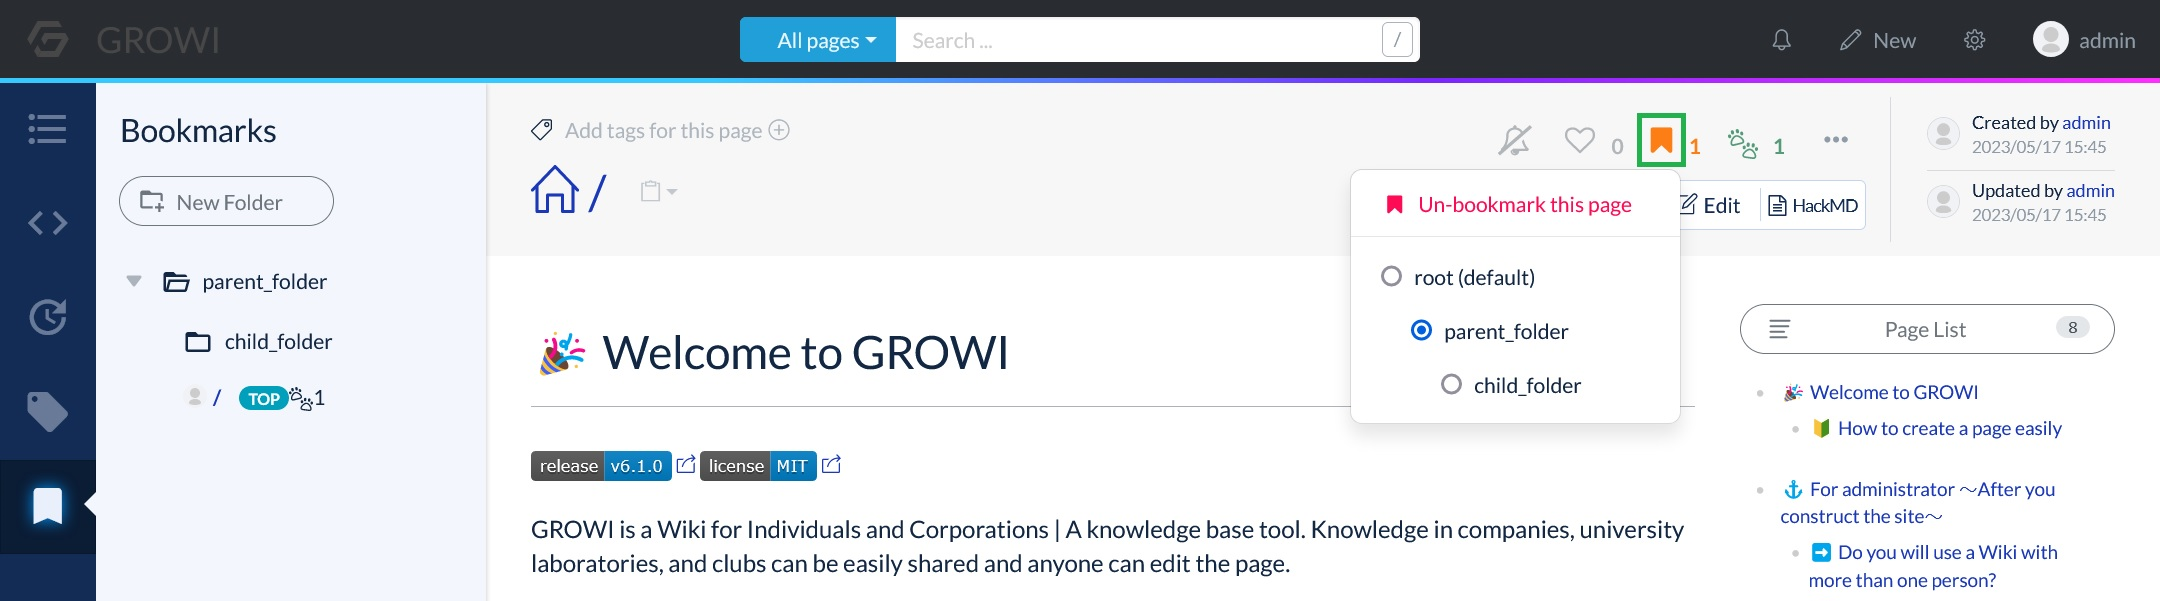 GROWI
All pages
Search ...
/
New
admin
Bookmarks
New Folder
parent_folder
child_folder
/ TOP 1
Add tags for this page
/
0
1
1
Created by admin
2023/05/17 15:45
Updated by admin
2023/05/17 15:45
Edit
HackMD
Un-bookmark this page
root (default)
parent_folder
child_folder
Welcome to GROWI
release v6.1.0 license MIT
GROWI is a Wiki for Individuals and Corporations | A knowledge base tool. Knowledge in companies, university
laboratories, and clubs can be easily shared and anyone can edit the page.
Page List 8
Welcome to GROWI
How to create a page easily
For administrator ～After you
construct the site～
Do you will use a Wiki with
more than one person?